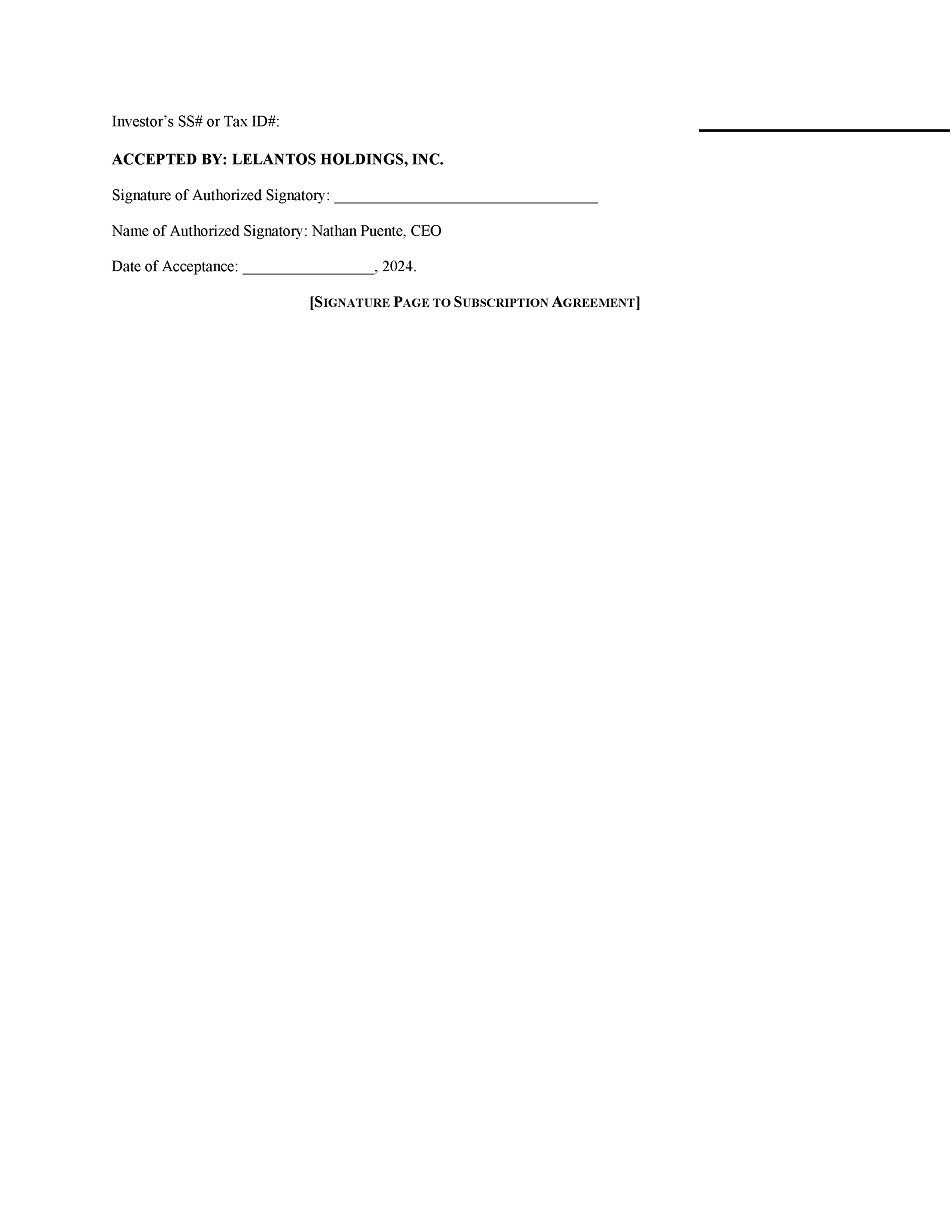 Investor’s SS# or Tax ID#:
ACCEPTED BY: LELANTOS HOLDINGS, INC.
Signature of Authorized Signatory: _________________________________
Name of Authorized Signatory: Nathan Puente, CEO
Date of Acceptance: ________________, 2024.
[SIGNATURE PAGE TO SUBSCRIPTION AGREEMENT]